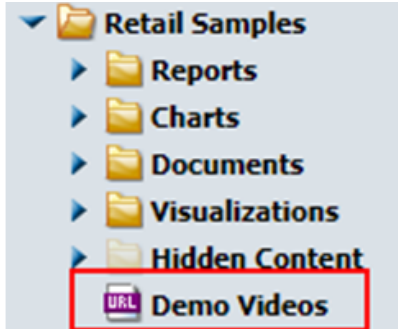 Retail Samples
Reports
Charts
Documents
Visualizations
Hidden Content
URL Demo Videos